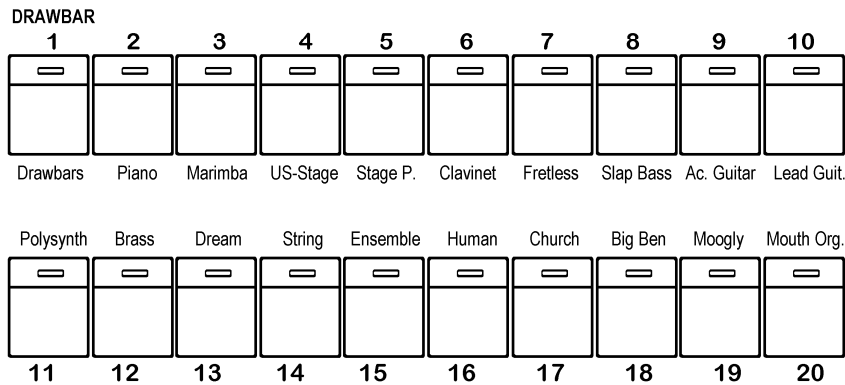 DRAWBAR
1 2 3 4 5 6 7 8 9 10
Drawbars Piano Marimba US-Stage Stage P. Clavinet Fretless Slap Bass Ac. Guitar Lead Guit.
Polysynth Brass Dream String Ensemble Human Church Big Ben Moogly Mouth Org.
11 12 13 14 15 16 17 18 19 20